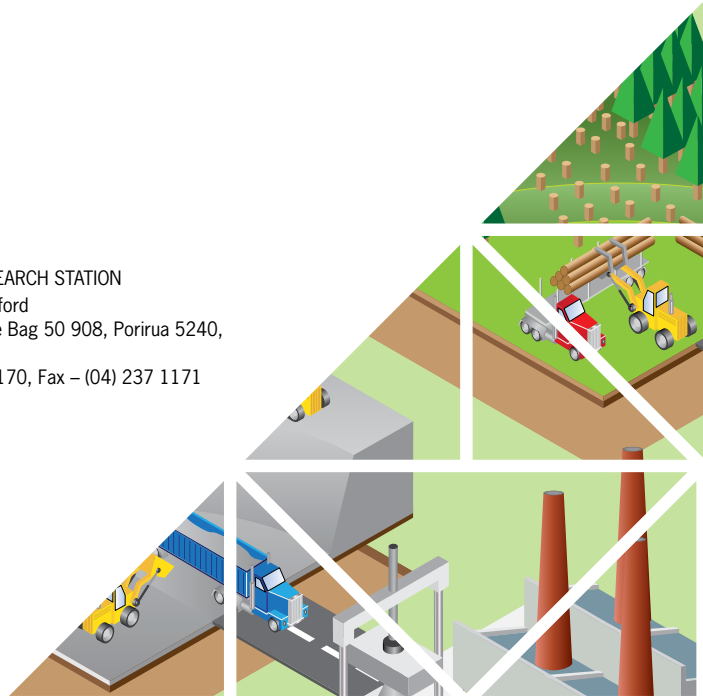 EARCH STATION
ford
e Bag 50 908, Porirua 5240,
170, Fax – (04) 237 1171